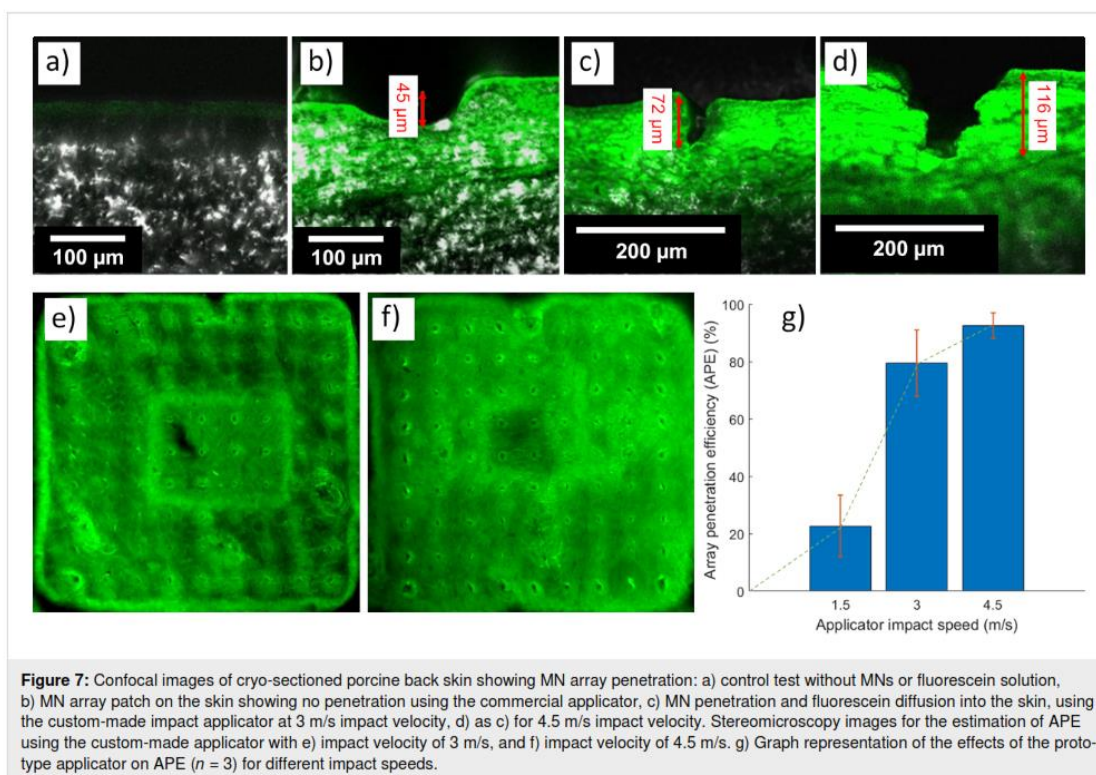 a)
b)
c)
d)
45 µm
72 µm
116 µm
100 µm
100 µm
200 µm
200 µm
e)
f)
g)
Array penetration efficiency (APE) (%)
100
80
60
40
20
0
1.5
3
4.5
Applicator impact speed (m/s)
Figure 7: Confocal images of cryo-sectioned porcine back skin showing MN array penetration: a) control test without MNs or fluorescein solution,
b) MN array patch on the skin showing no penetration using the commercial applicator, c) MN penetration and fluorescein diffusion into the skin, using
the custom-made impact applicator at 3 m/s impact velocity, d) as c) for 4.5 m/s impact velocity. Stereomicroscopy images for the estimation of APE
using the custom-made applicator with e) impact velocity of 3 m/s, and f) impact velocity of 4.5 m/s. g) Graph representation of the effects of the proto-
type applicator on APE (n = 3) for different impact speeds.